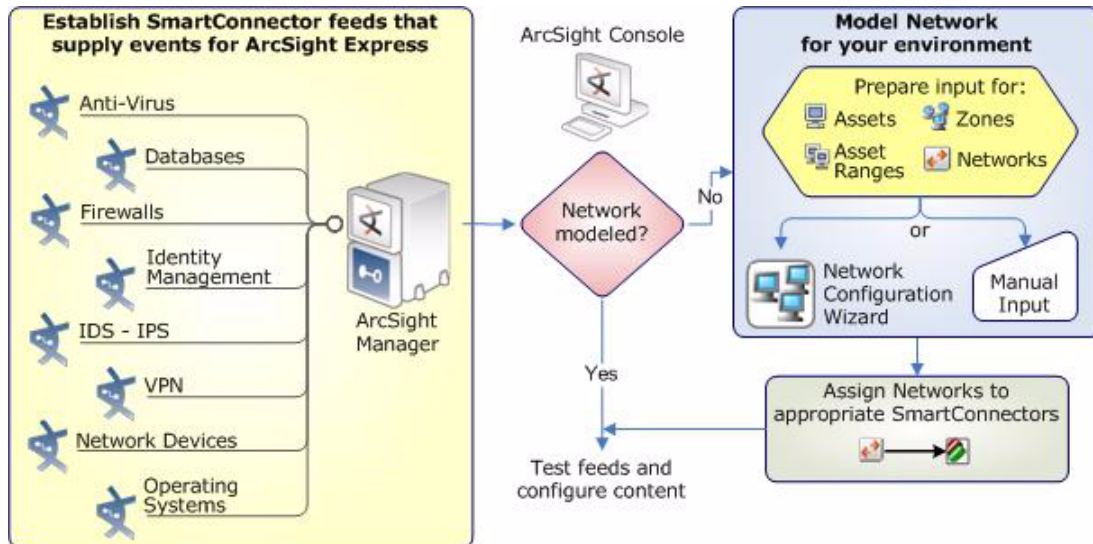 Establish SmartConnector feeds that
supply events for ArcSight Express
Anti-Virus
Databases
Firewalls
Identity
Management
IDS - IPS
VPN
Network Devices
Operating
Systems
ArcSight
Manager
ArcSight Console
Network
modeled?
No
Yes
Test feeds and
configure content
Model Network
for your environment
Prepare input for:
Assets
Zones
Asset
Ranges
Networks
or
Network
Configuration
Wizard
Manual
Input
Assign Networks to
appropriate SmartConnectors